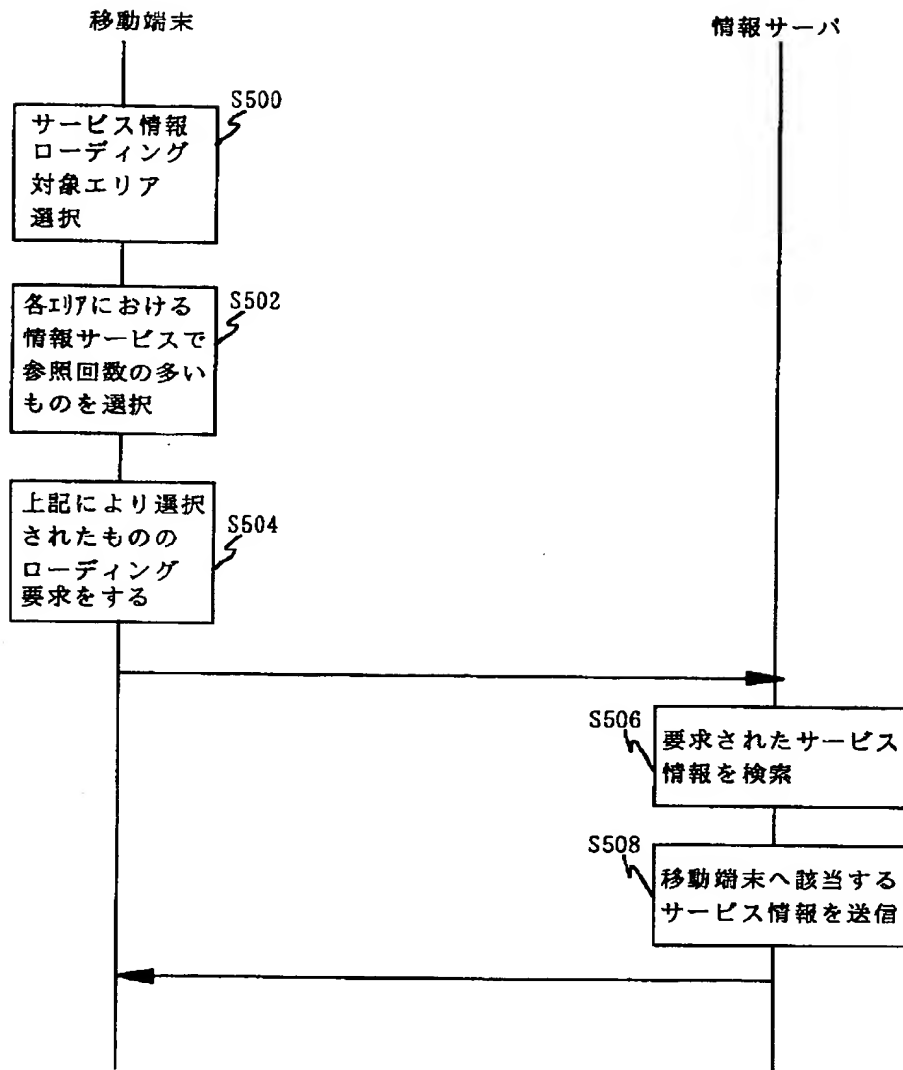 移動端末
情報サーバ
S500
サービス情報
ローディング
対象エリア
選択
S502
各エリアにおける
情報サービスで
参照回数の多い
ものを選択
S504
上記により選択
されたものの
ローディング
要求をする
S506
要求されたサービス
情報を検索
S508
移動端末へ該当する
サービス情報を送信